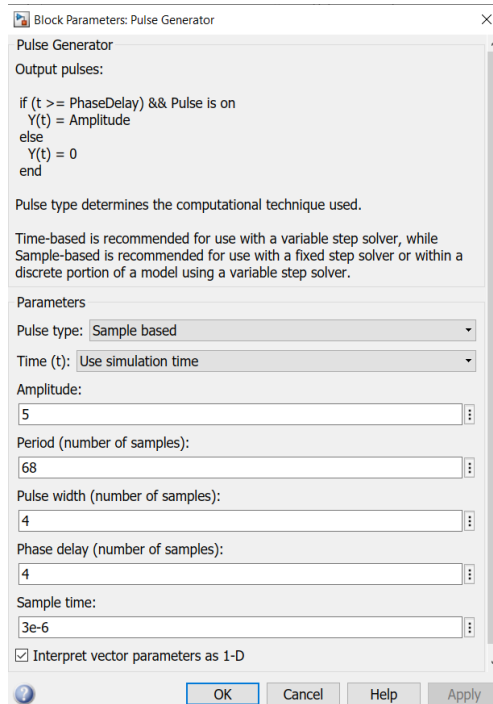 Block Parameters: Pulse Generator
Pulse Generator
Output pulses:
if (t >= PhaseDelay) && Pulse is on
Y(t) = Amplitude
else
Y(t) = 0
end
Pulse type determines the computational technique used.
Time-based is recommended for use with a variable step solver, while
Sample-based is recommended for use with a fixed step solver or within a
discrete portion of a model using a variable step solver.
Parameters
Pulse type: Sample based
Time (t): Use simulation time
Amplitude:
5
Period (number of samples):
68
Pulse width (number of samples):
4
Phase delay (number of samples):
4
Sample time:
3e-6
Interpret vector parameters as 1-D
OK Cancel Help Apply